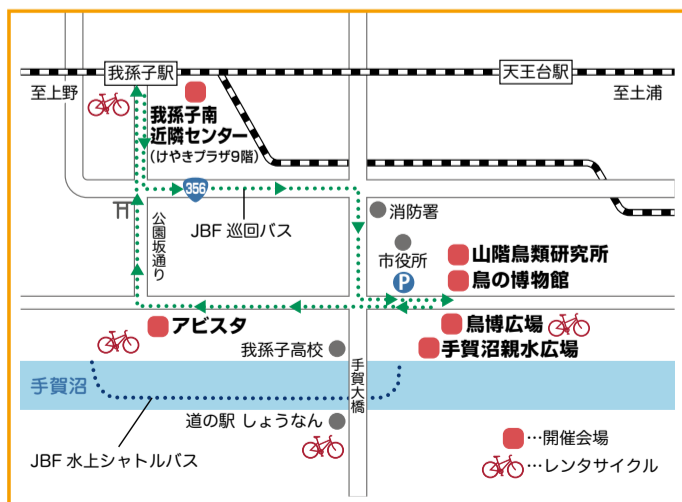 我孫子駅
天王台駅
至上野
至土浦
我孫子南
近隣センター
(けやきプラザ9階)
356
JBF 巡回バス
公園坂通り
消防署
市役所
P
山階鳥類研究所
鳥の博物館
アビスタ
鳥博広場
我孫子高校
手賀沼親水広場
手賀大橋
手賀沼
道の駅 しょうなん
JBF 水上シャトルバス
…開催会場
…レンタサイクル